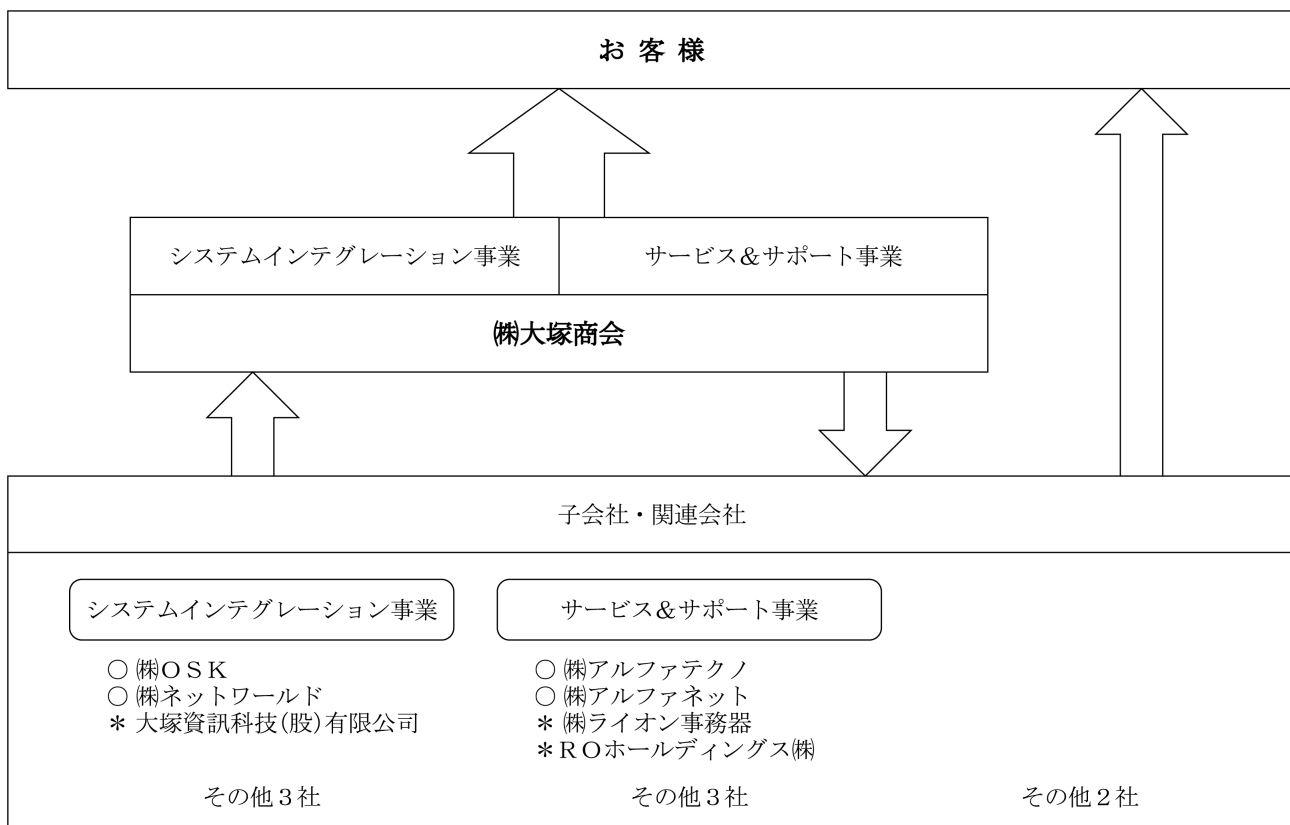 お 客 様
システムインテグレーション事業
サービス＆サポート事業
㈱大塚商会
子会社・関連会社
システムインテグレーション事業
○ ㈱ＯＳＫ
○ ㈱ネットワールド
＊ 大塚資訊科技(股)有限公司
その他３社
サービス＆サポート事業
○ ㈱アルファテクノ
○ ㈱アルファネット
＊ ㈱ライオン事務器
＊ＲＯホールディングス㈱
その他３社
その他２社